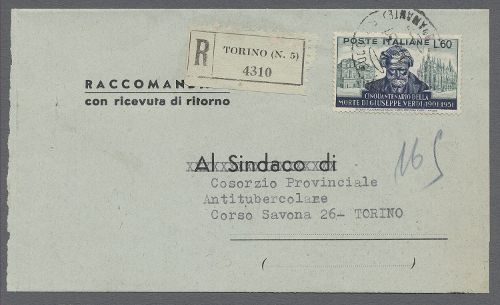 POSTE ITALIANE L.60
R
TORINO (N. 5)
4310
CINQUANTENARIO DELLA
MORTE DI GIUSEPPE VERDI 1901-1951
RACCOMAND
con ricevuta di ritorno
165
Al Sindaco di
Cosorzio Provinciale
Antitubercolare
Corso Savona 26- TORINO
( )